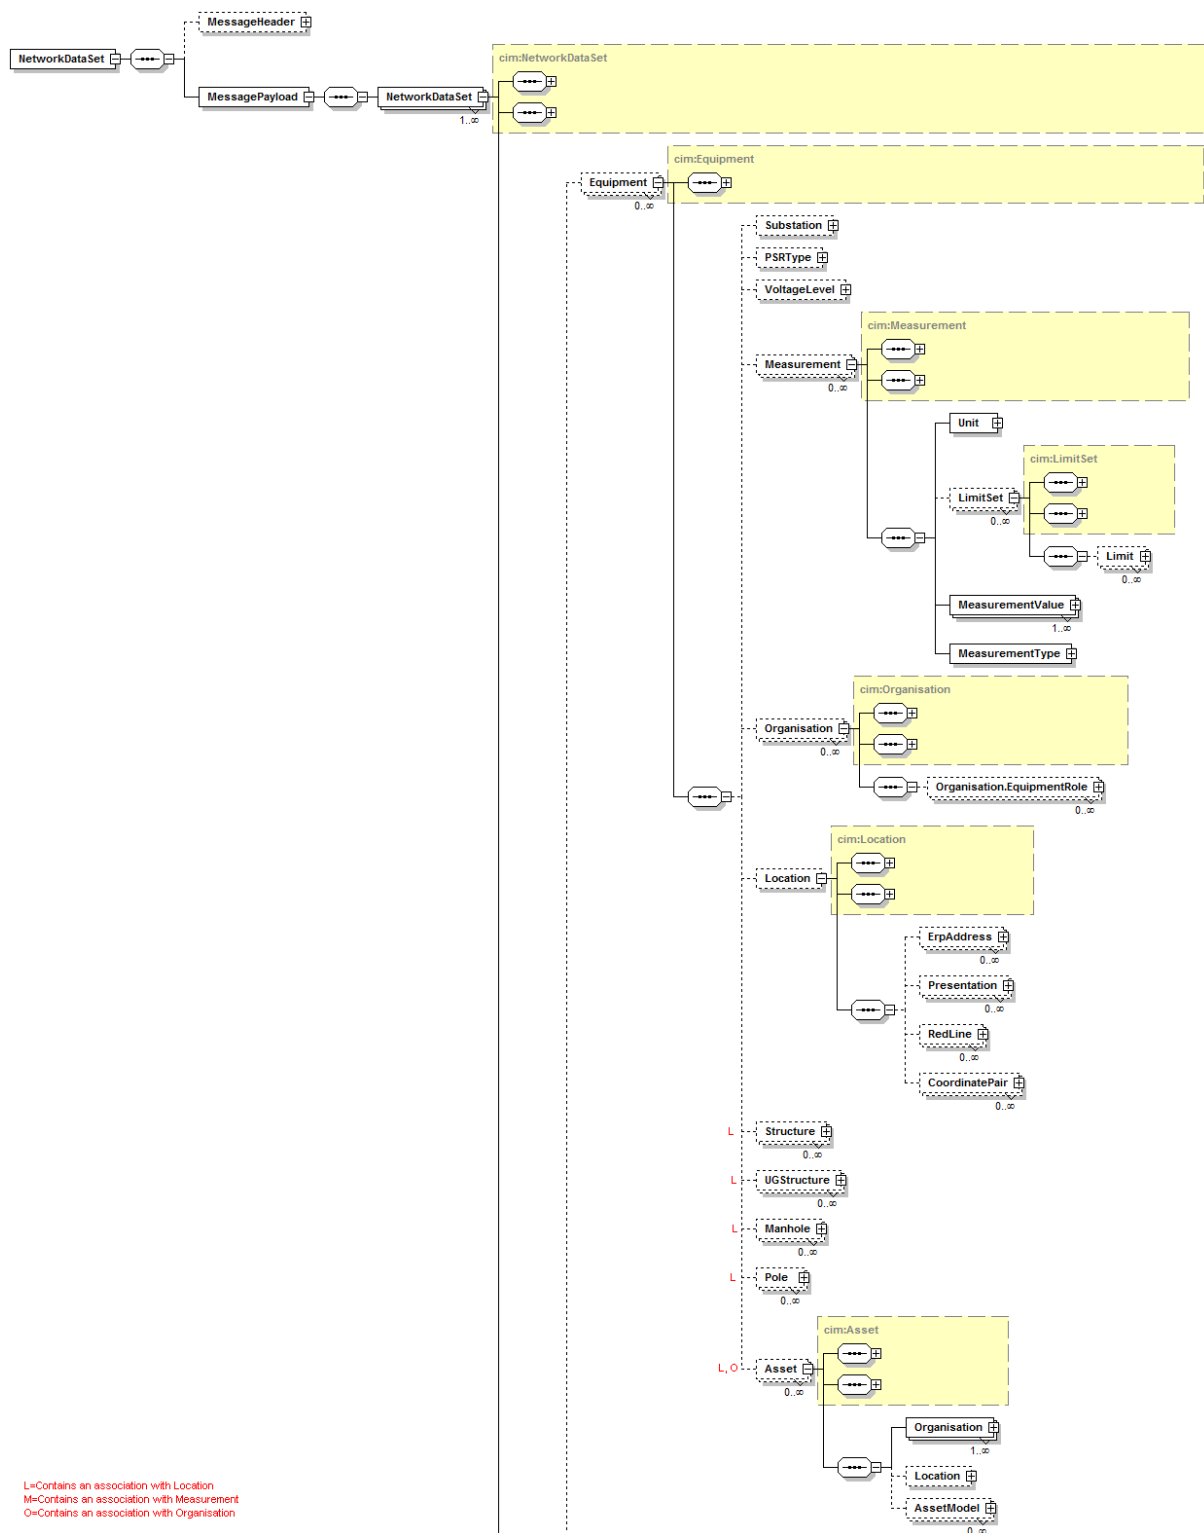 MessageHeader
NetworkDataSet
cim:NetworkDataSet
MessagePayload
NetworkDataSet
1..∞
cim:Equipment
Equipment
0..∞
Substation
PSRType
VoltageLevel
cim:Measurement
Measurement
0..∞
Unit
cim:LimitSet
LimitSet
0..∞
Limit
0..∞
MeasurementValue
1..∞
MeasurementType
cim:Organisation
Organisation
0..∞
Organisation.EquipmentRole
0..∞
cim:Location
Location
ErpAddress
0..∞
Presentation
0..∞
RedLine
0..∞
CoordinatePair
0..∞
L Structure
0..∞
L UGStructure
0..∞
L Manhole
0..∞
L Pole
0..∞
cim:Asset
L,O Asset
0..∞
Organisation
1..∞
Location
AssetModel
0..∞
L=Contains an association with Location
M=Contains an association with Measurement
O=Contains an association with Organisation